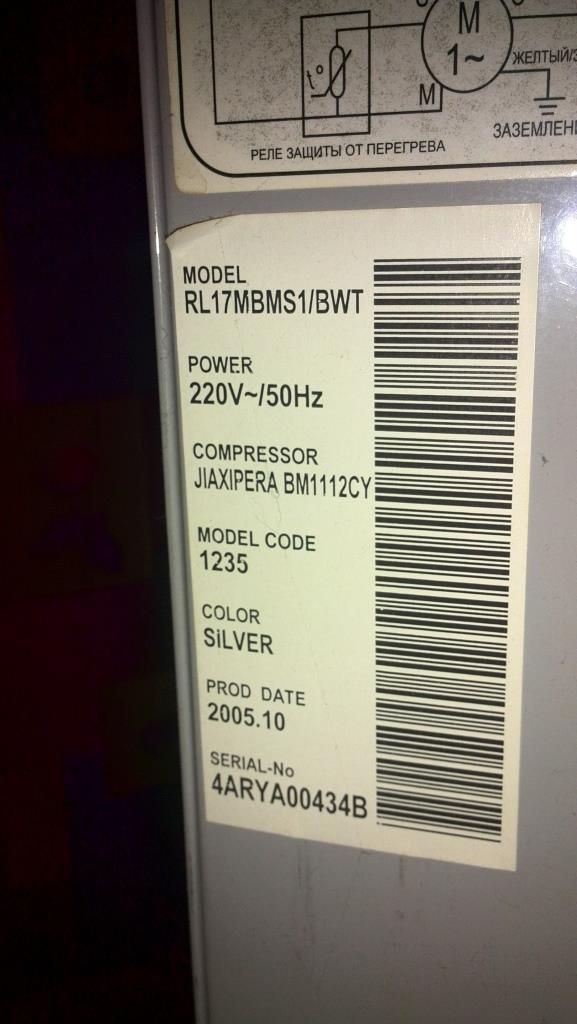 M
1~
t°
ЖЕЛТЫЙ/
M
ЗАЗЕМЛЕН
РЕЛЕ ЗАЩИТЫ ОТ ПЕРЕГРЕВА
MODEL
RL17MBMS1/BWT
POWER
220V~/50Hz
COMPRESSOR
JIAXIPERA BM1112CY
MODEL CODE
1235
COLOR
SiLVER
PROD DATE
2005.10
SERIAL-No
4ARYA00434B